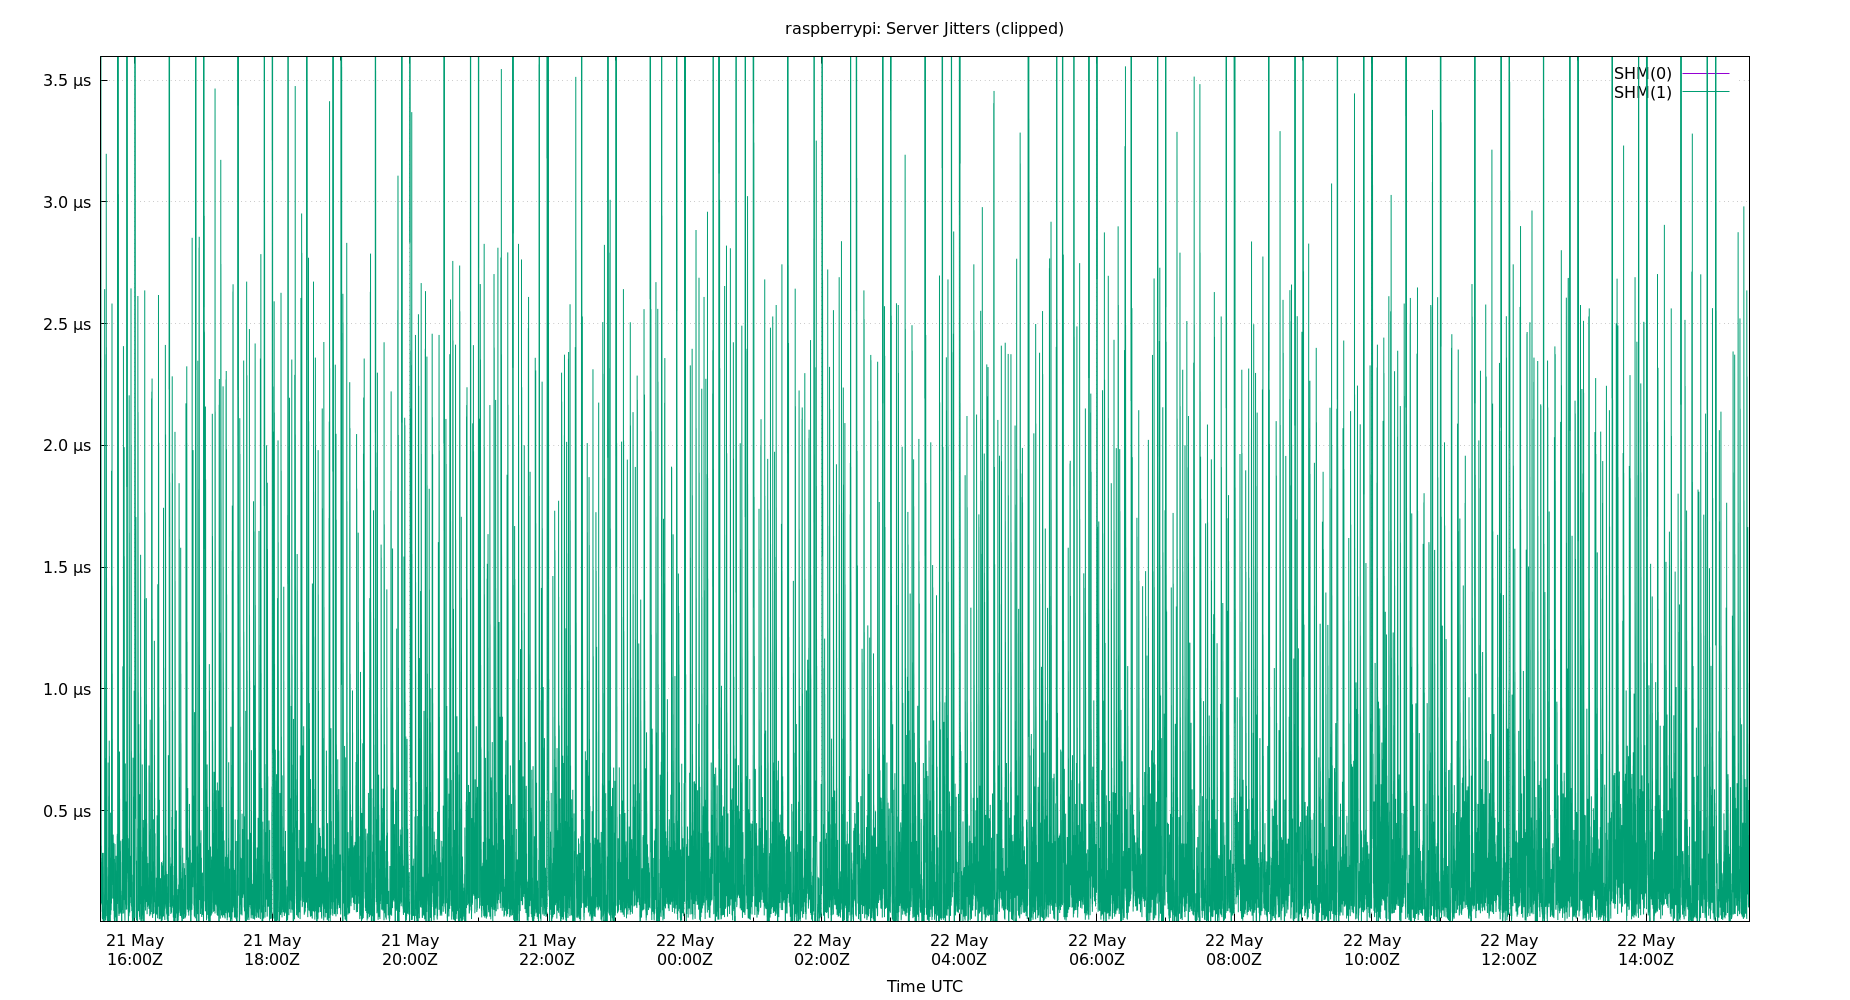 raspberrypi: Server Jitters (clipped)
SHM(0)
SHM(1)
3.5 µs
3.0 µs
2.5 µs
2.0 µs
1.5 µs
1.0 µs
0.5 µs
21 May 21 May 21 May 21 May 22 May 22 May 22 May 22 May 22 May 22 May 22 May 22 May
16:00Z 18:00Z 20:00Z 22:00Z 00:00Z 02:00Z 04:00Z 06:00Z 08:00Z 10:00Z 12:00Z 14:00Z
Time UTC